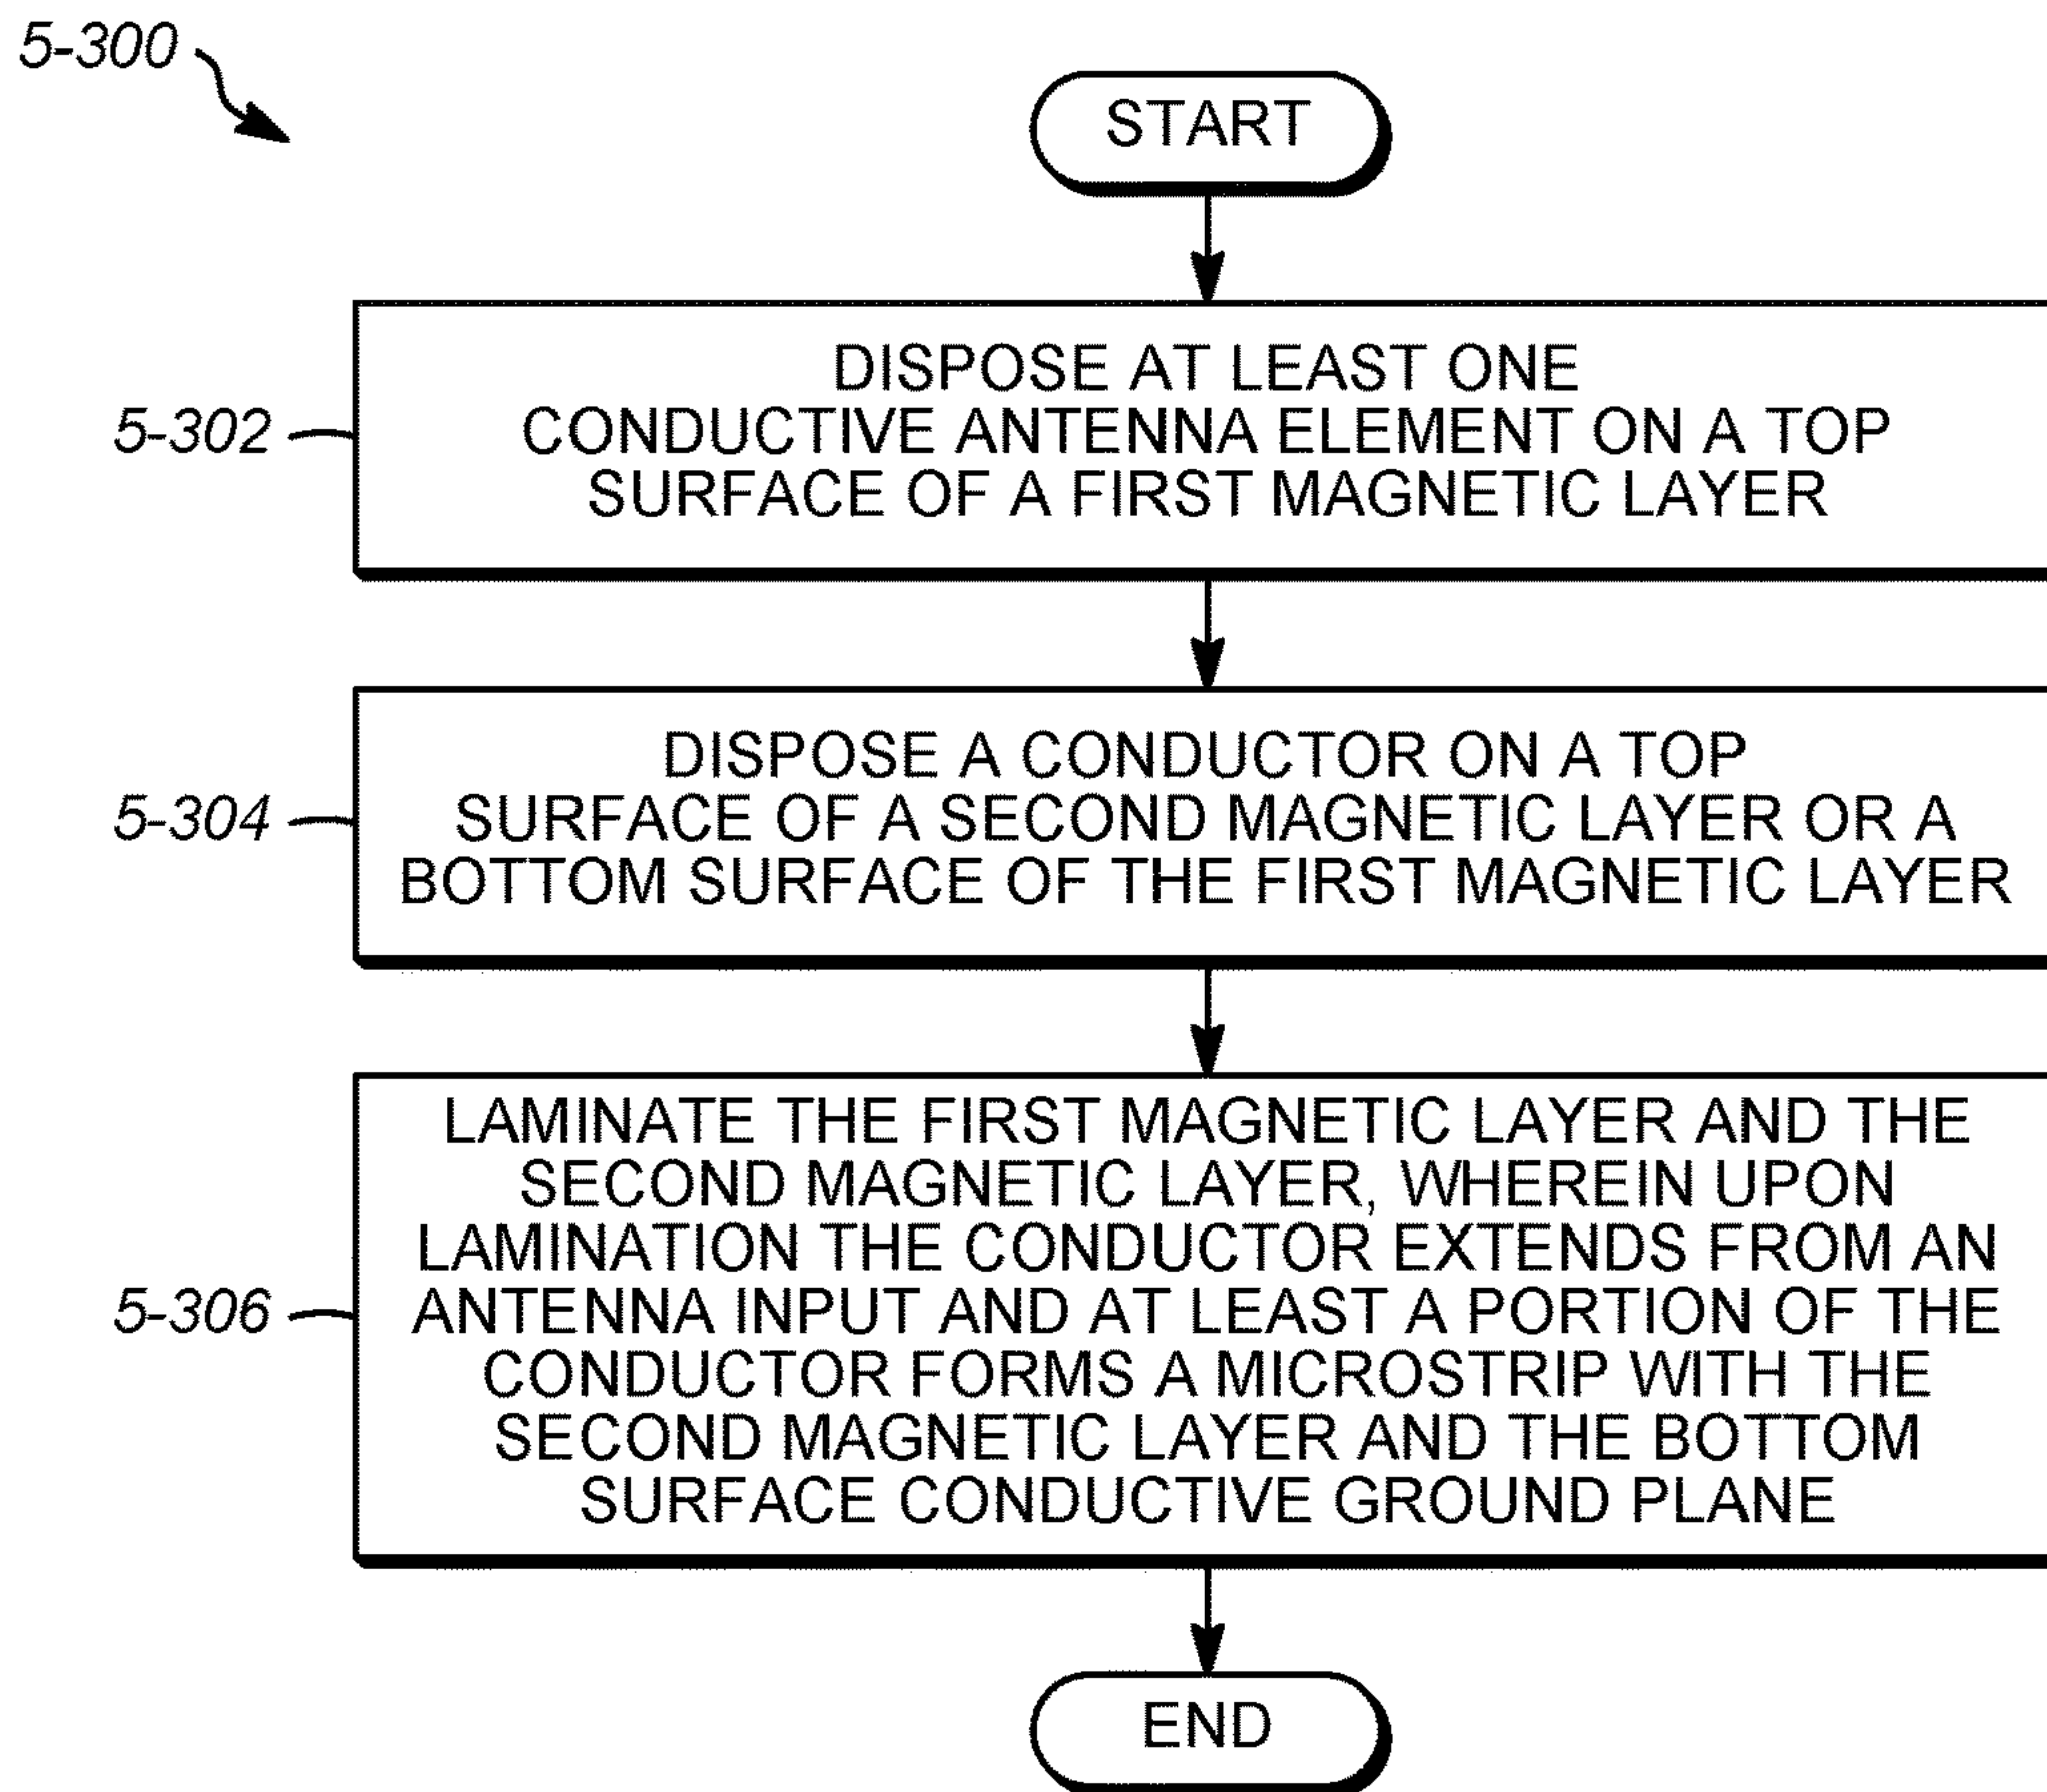 5-300
START
5-302
DISPOSE AT LEAST ONE
CONDUCTIVE ANTENNA ELEMENT ON A TOP
SURFACE OF A FIRST MAGNETIC LAYER
5-304
DISPOSE A CONDUCTOR ON A TOP
SURFACE OF A SECOND MAGNETIC LAYER OR A
BOTTOM SURFACE OF THE FIRST MAGNETIC LAYER
5-306
LAMINATE THE FIRST MAGNETIC LAYER AND THE
SECOND MAGNETIC LAYER, WHEREIN UPON
LAMINATION THE CONDUCTOR EXTENDS FROM AN
ANTENNA INPUT AND AT LEAST A PORTION OF THE
CONDUCTOR FORMS A MICROSTRIP WITH THE
SECOND MAGNETIC LAYER AND THE BOTTOM
SURFACE CONDUCTIVE GROUND PLANE
END